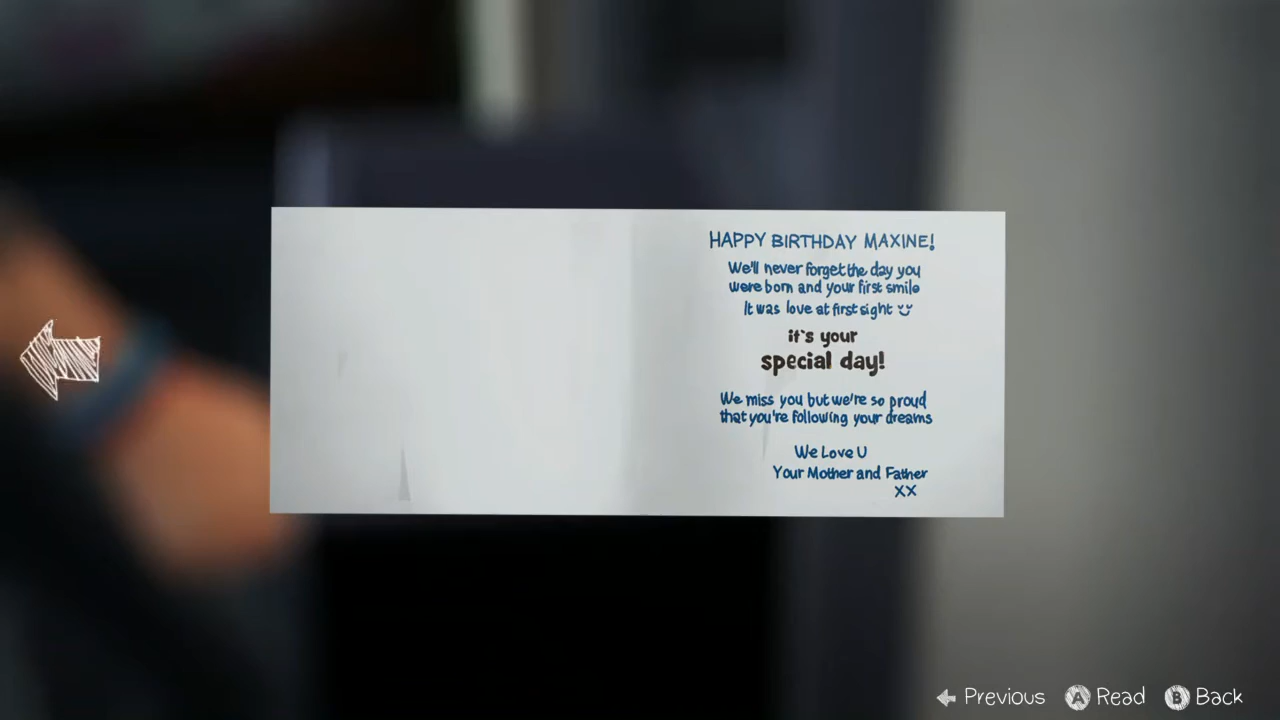 HAPPY BIRTHDAY MAXINE!
We'll never forget the day you
were born and your first smile
It was love at first sight
it's your
special day!
We miss you but we're so proud
that you're following your dreams
We Love U
Your Mother and Father
XX
Previous A Read B Back